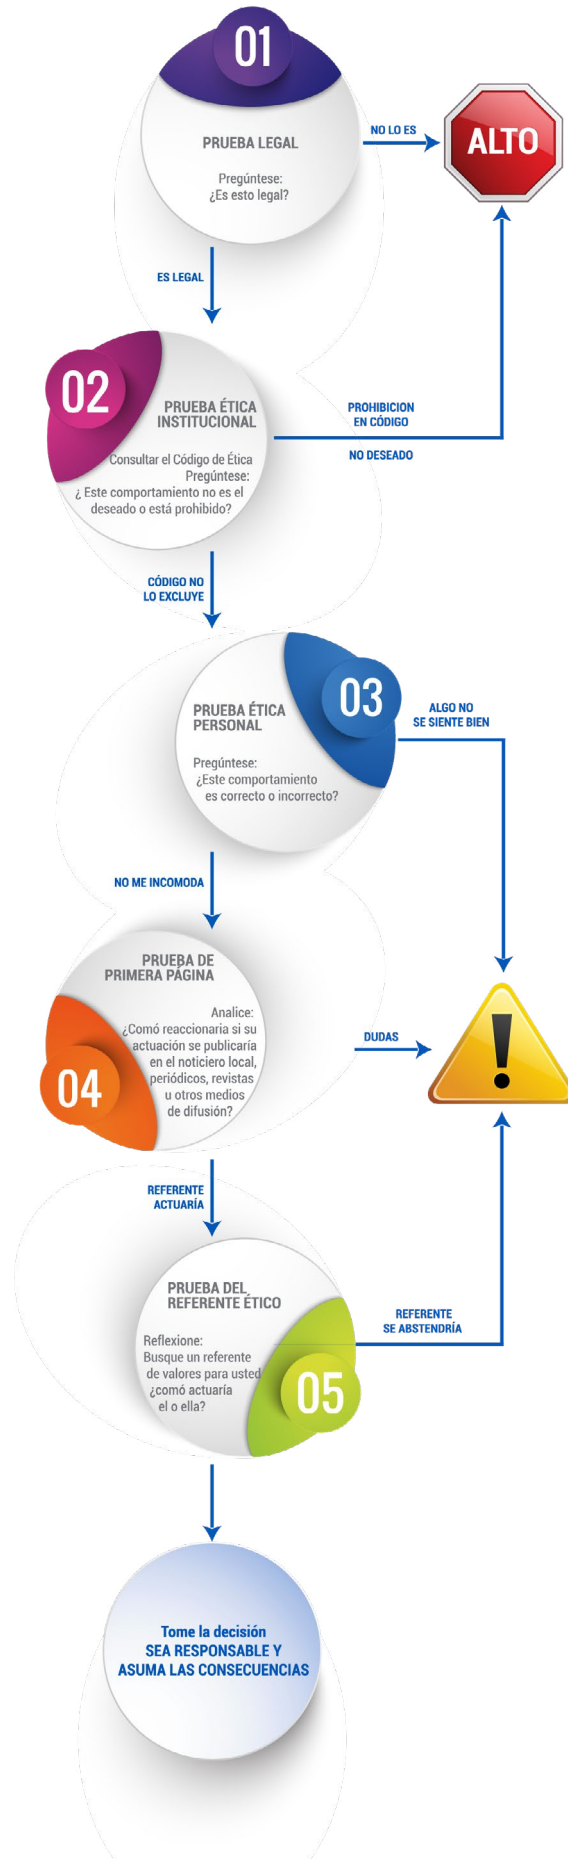 01
PRUEBA LEGAL
Pregúntese:
¿Es esto legal?
NO LO ES
ALTO
ES LEGAL
02
PRUEBA ÉTICA
INSTITUCIONAL
Consultar el Código de Ética
Pregúntese:
¿ Este comportamiento no es el
deseado o está prohibido?
PROHIBICION
EN CÓDIGO
NO DESEADO
CÓDIGO NO
LO EXCLUYE
03
PRUEBA ÉTICA
PERSONAL
Pregúntese:
¿Este comportamiento
es correcto o incorrecto?
ALGO NO
SE SIENTE BIEN
NO ME INCOMODA
PRUEBA DE
PRIMERA PÁGINA
Analice:
¿Comó reaccionaria si su
actuación se publicaría
en el noticiero local,
periódicos, revistas
u otros medios
de difusión?
04
DUDAS
!
REFERENTE
ACTUARÍA
PRUEBA DEL
REFERENTE ÉTICO
Reflexione:
Busque un referente
de valores para usted
¿comó actuaría
el o ella?
05
REFERENTE
SE ABSTENDRÍA
Tome la decisión
SEA RESPONSABLE Y
ASUMA LAS CONSECUENCIAS